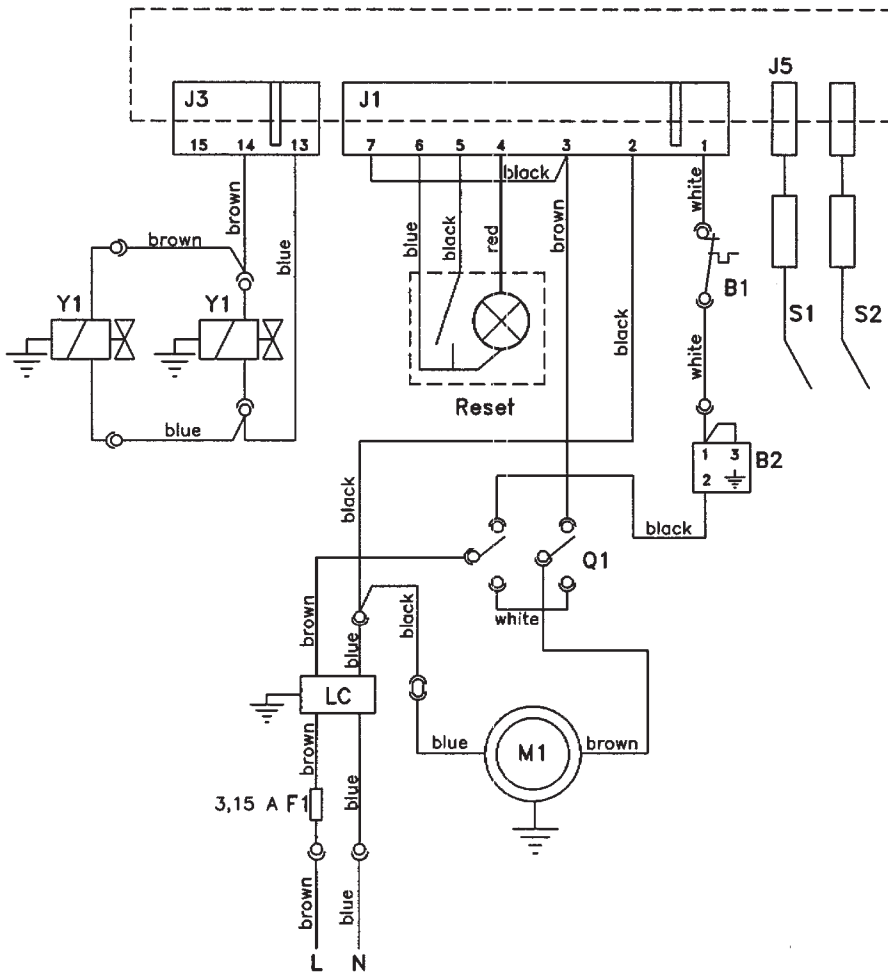 J3
J1
J5
15 14 13
7 6 5 4 3 2 1
black
brown
blue
brown
blue
black
red
brown
black
white
B1
white
Y1
Y1
S1
S2
Reset
blue
1 3
2
B2
black
black
Q1
white
brown
blue
black
LC
blue
M1
brown
brown
blue
3,15 A F1
brown
blue
L N